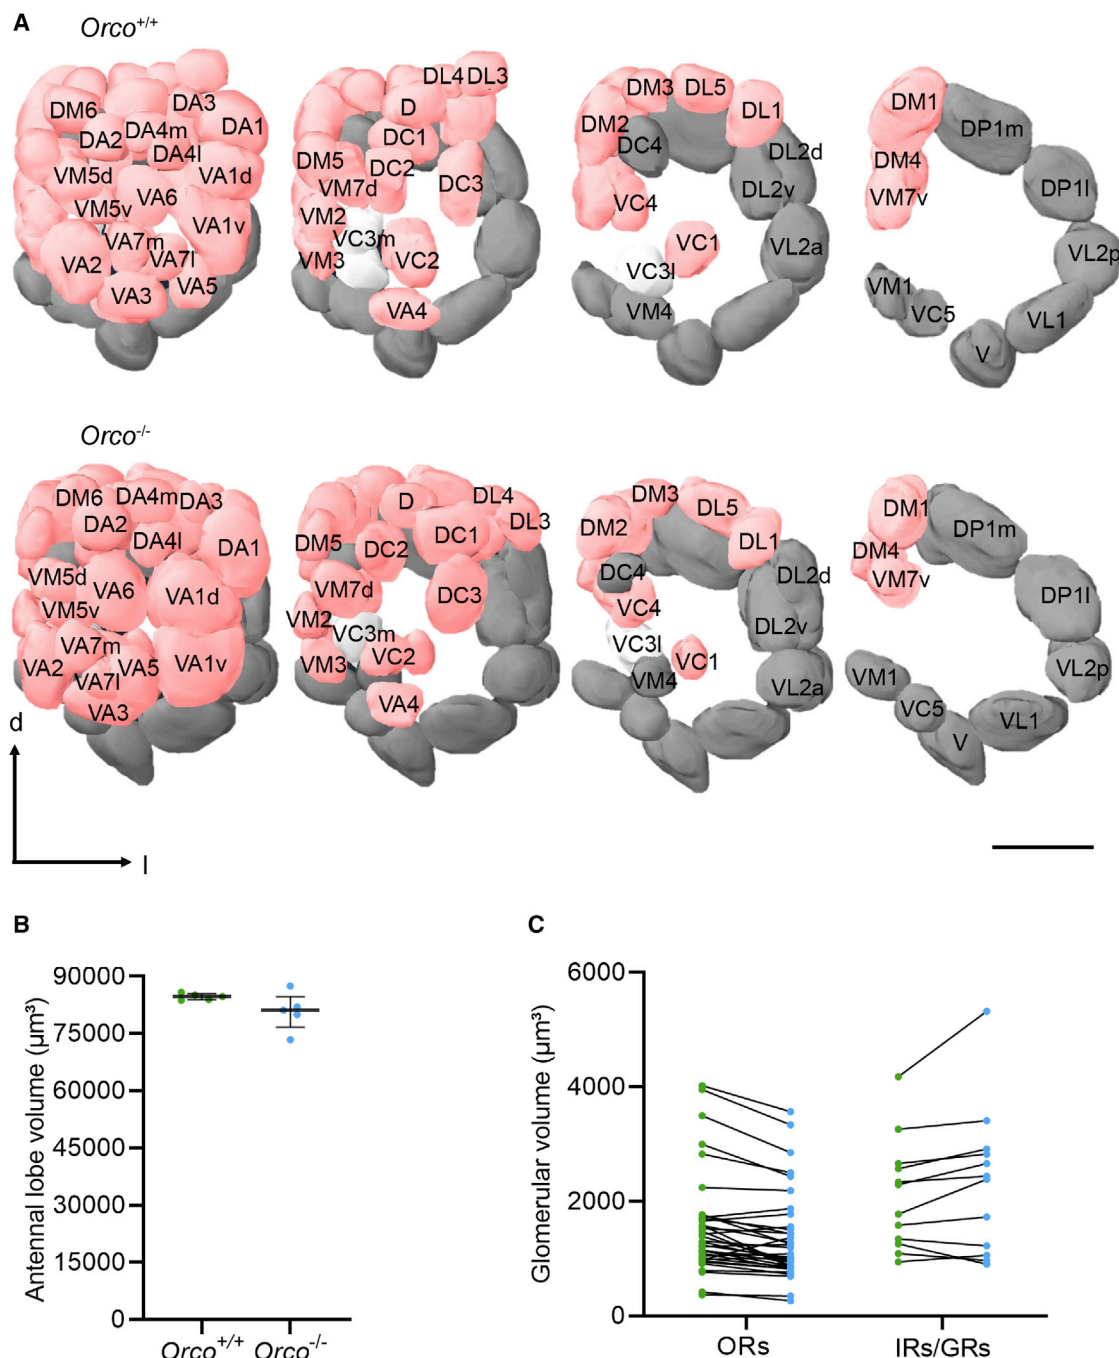 A
Orco+/+
DM6
DA3
DA4m
DA2
DA1
DA4l
VM5d
VA1d
VA6
VM5v
VA1v
VA7m
VA7l
VA2
VA3
VA5
DL4 DL3
D
DC1
DM5
DC2
VM7d
DC3
VM2
VC3m
VM3
VC2
VA4
DM3
DL5
DL1
DM2
DC4
DL2d
DL2v
VC4
VC1
VL2a
VC3l
VM4
DM1
DP1m
DM4
DP1l
VM7v
VL2p
VM1
VC5
VL1
V
Orco-/-
DM6
DA4m
DA3
DA2
DA4l
DA1
VM5d
VA6
VA1d
VM5v
VA7m
VA2
VA5
VA1v
VA7l
VA3
D
DL4
DL3
DM5
DC2
DC1
VM7d
DC3
VM2
VC3m
VM3
VC2
VA4
DM3
DL5
DM2
DL1
DC4
DL2d
VC4
DL2v
VC3l
VC1
VM4
VL2a
DM1
DP1m
DM4
VM7v
DP1l
VM1
VL2p
VC5
VL1
V
d
l
B
Antennal lobe volume (µm³)
90000
75000
60000
45000
30000
15000
0
Orco+/+ Orco-/-
C
Glomerular volume (µm³)
6000
4000
2000
0
ORs IRs/GRs